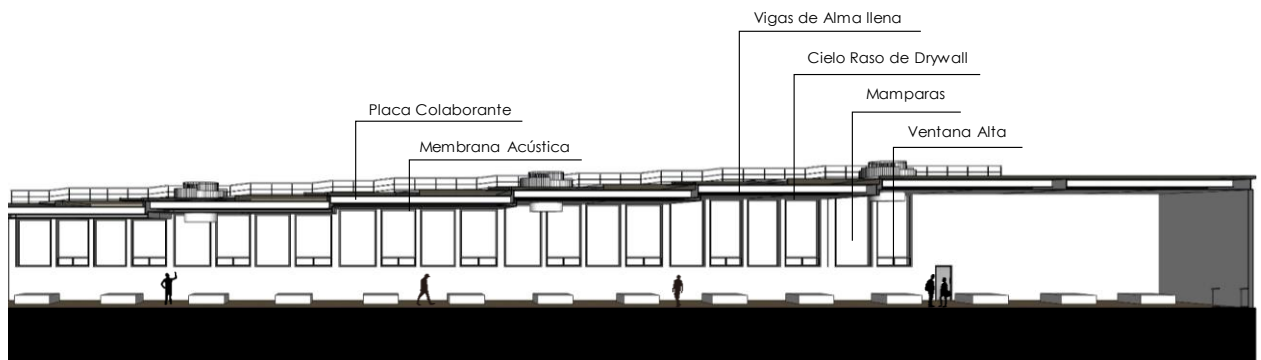 Vigas de Alma llena
Cielo Raso de Drywall
Mamparas
Placa Colaborante
Ventana Alta
Membrana Acústica